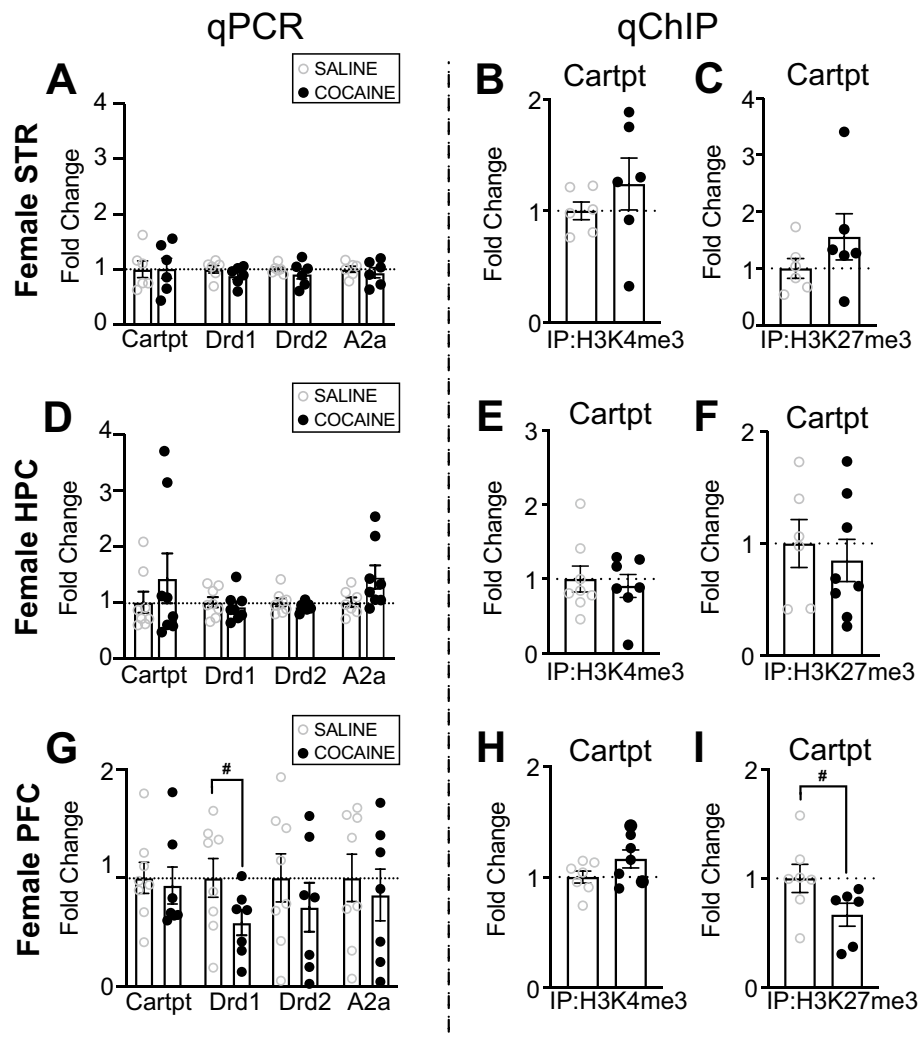 qPCR
qChIP
A
SALINE
COCAINE
Female STR
Fold Change
4
3
2
1
0
Cartpt Drd1 Drd2 A2a
B
Cartpt
Fold Change
2
1
0
IP:H3K4me3
C
Cartpt
Fold Change
4
3
2
1
0
IP:H3K27me3
D
SALINE
COCAINE
Female HPC
Fold Change
4
3
2
1
0
Cartpt Drd1 Drd2 A2a
E
Cartpt
Fold Change
3
2
1
0
IP:H3K4me3
F
Cartpt
Fold Change
2
1
0
IP:H3K27me3
G
SALINE
COCAINE
Female PFC
Fold Change
2
1
0
#
Cartpt Drd1 Drd2 A2a
H
Cartpt
Fold Change
2
1
0
IP:H3K4me3
I
Cartpt
Fold Change
2
1
0
#
IP:H3K27me3